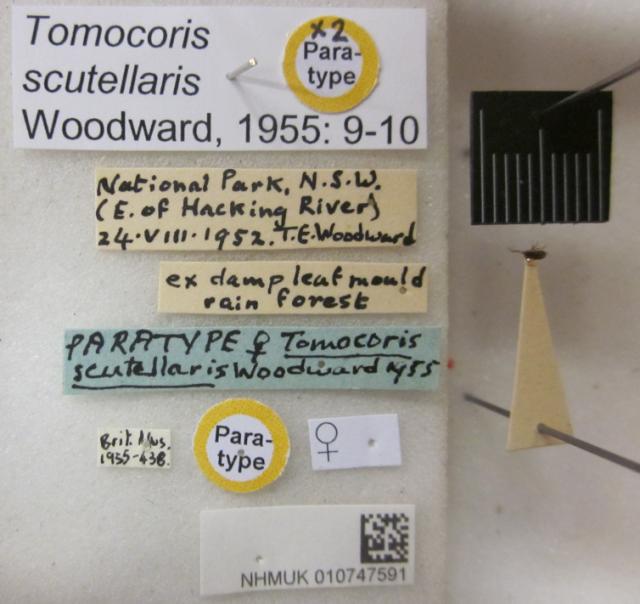 Tomocoris
scutellaris
Woodward, 1955: 9-10
x2
Para-
type
National Park, N.S.W.
(E. of Hacking River)
24.VIII.1952. T.E. Woodward
ex damp leaf mould
rain forest
PARATYPE ♀ Tomocoris
scutellaris Woodward 1955
Brit. Mus.
1955-438.
Para-
type
♀
NHMUK 010747591